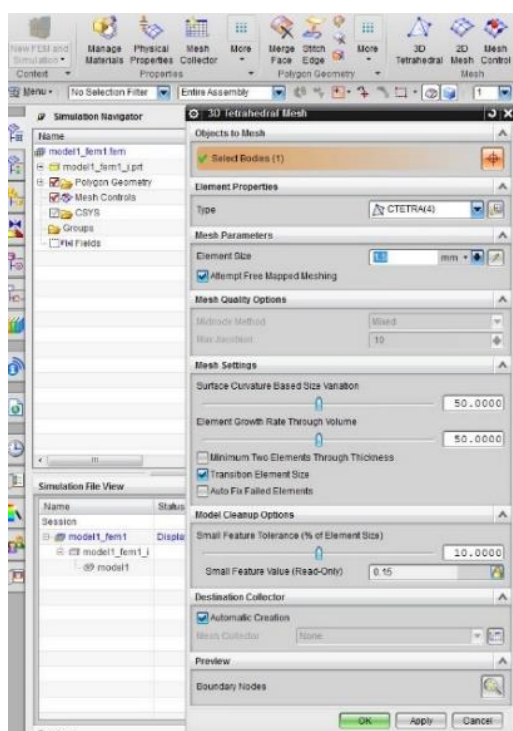 New FEM and Simulation
Manage Materials
Physical Properties
Mesh Collector
More
Merge Face
Stitch Edge
More
3D Tetrahedral
2D Mesh
Mesh Control
Context
Properties
Polygon Geometry
Mesh
Menu
No Selection Filter
Entire Assembly
1
Simulation Navigator
Name
model1_fem1.fem
model1_fem1_i.prt
Polygon Geometry
Mesh Controls
CSYS
Groups
Fields
Simulation File View
Name
Status
Session
model1_fem1
Displa
model1_fem1_i
model1
3D Tetrahedral Mesh
Objects to Mesh
Select Bodies (1)
Element Properties
Type
CTETRA(4)
Mesh Parameters
Element Size
1.5
mm
Attempt Free Mapped Meshing
Mesh Quality Options
Midnode Method
Mixed
Max Jacobian
10
Mesh Settings
Surface Curvature Based Size Variation
50.0000
Element Growth Rate Through Volume
50.0000
Minimum Two Elements Through Thickness
Transition Element Size
Auto Fix Failed Elements
Model Cleanup Options
Small Feature Tolerance (% of Element Size)
10.0000
Small Feature Value (Read-Only)
0.15
Destination Collector
Automatic Creation
Mesh Collector
None
Preview
Boundary Nodes
OK
Apply
Cancel